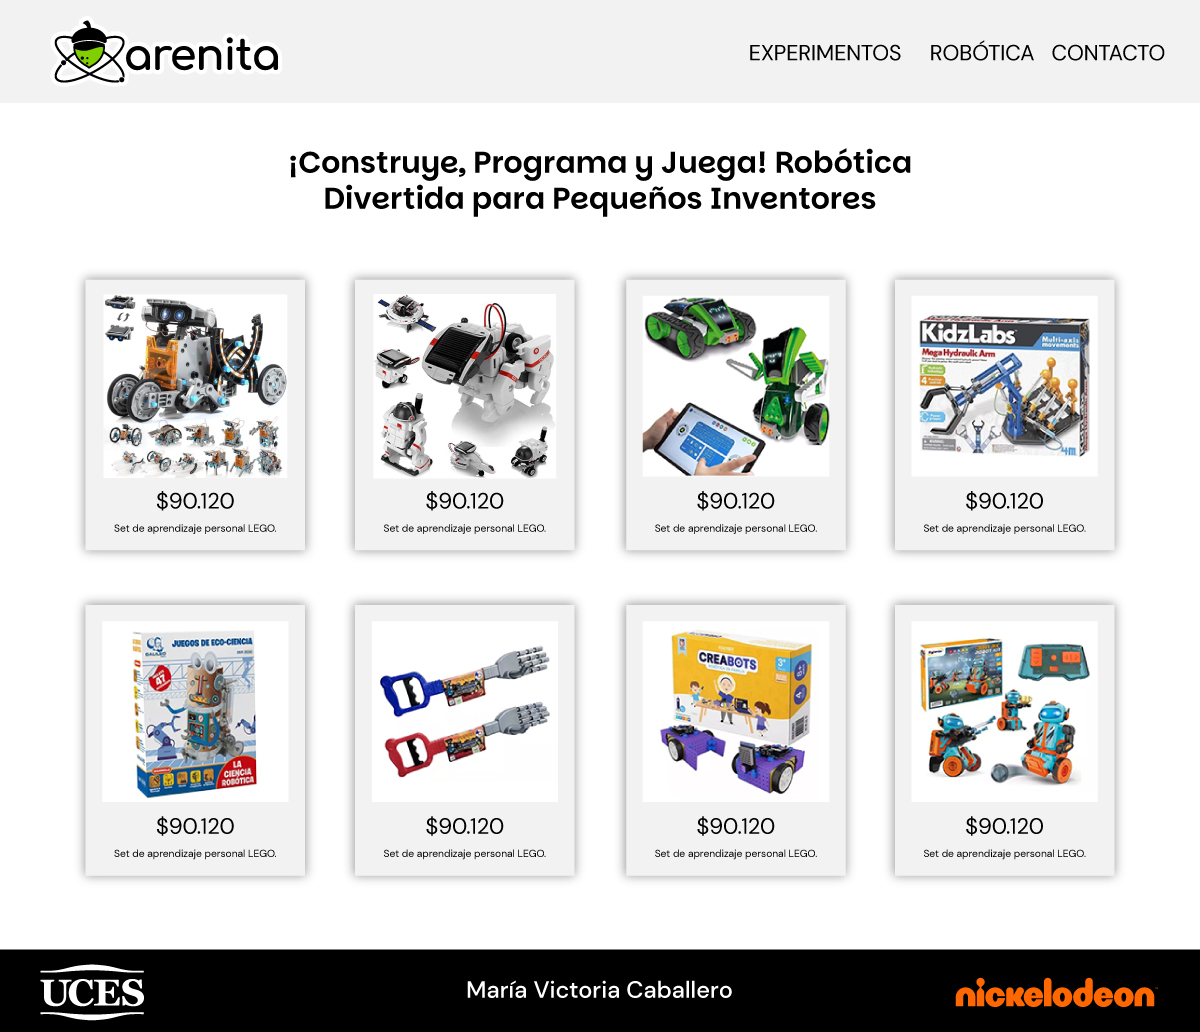 arenita
EXPERIMENTOS ROBÓTICA CONTACTO
¡Construye, Programa y Juega! Robótica
Divertida para Pequeños Inventores
KidzLabs
Multi-axis
movements
Mega Hydraulic Arm
4M
$90.120 $90.120 $90.120 $90.120
Set de aprendizaje personal LEGO. Set de aprendizaje personal LEGO. Set de aprendizaje personal LEGO. Set de aprendizaje personal LEGO.
GALILEO
JUEGOS DE ECO-CIENCIA
47
LA
CIENCIA
ROBÓTICA
CREABOTS
$90.120 $90.120 $90.120 $90.120
Set de aprendizaje personal LEGO. Set de aprendizaje personal LEGO. Set de aprendizaje personal LEGO. Set de aprendizaje personal LEGO.
UCES
María Victoria Caballero
nickelodeon